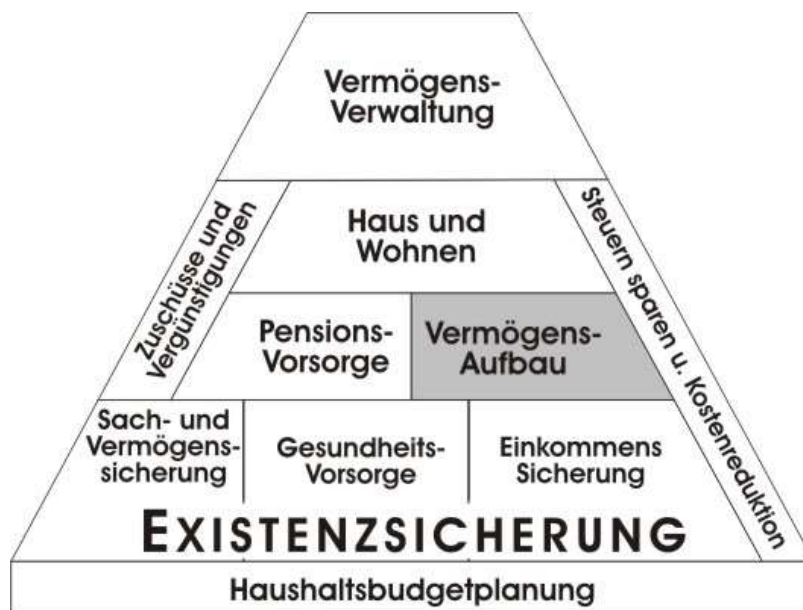 Vermögens-
Verwaltung
Zuschüsse und
Vergünstigungen
Haus und
Wohnen
Steuern sparen u. Kostenreduktion
Pensions-
Vorsorge
Vermögens-
Aufbau
Sach- und
Vermögens-
sicherung
Gesundheits-
Vorsorge
Einkommens
Sicherung
EXISTENZSICHERUNG
Haushaltsbudgetplanung